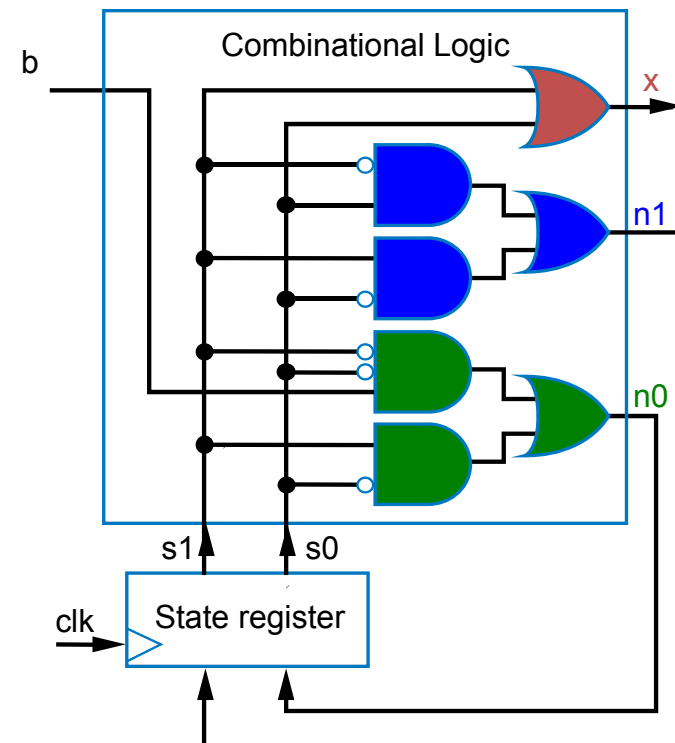 Combinational Logic
b
x
n1
n0
s1
s0
clk
State register